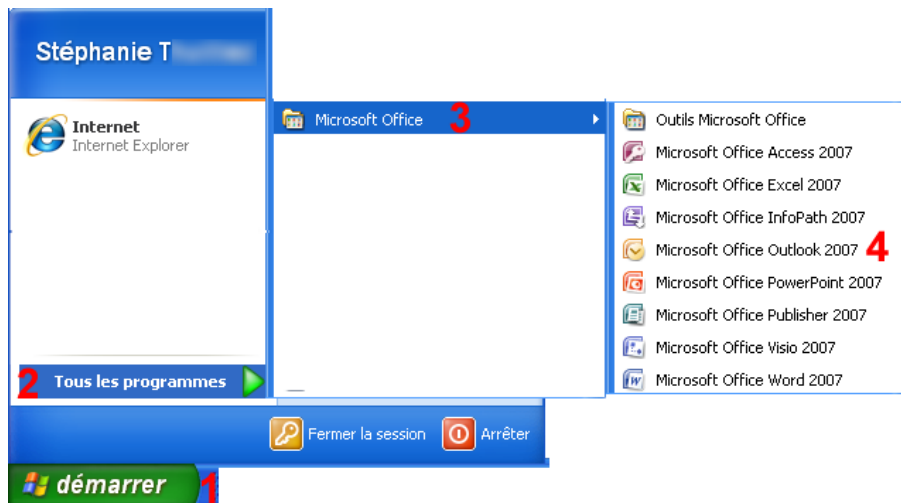 Stéphanie T
Internet
Internet Explorer
Microsoft Office 3
Outils Microsoft Office
Microsoft Office Access 2007
Microsoft Office Excel 2007
Microsoft Office InfoPath 2007
Microsoft Office Outlook 2007 4
Microsoft Office PowerPoint 2007
Microsoft Office Publisher 2007
Microsoft Office Visio 2007
Microsoft Office Word 2007
2 Tous les programmes
Fermer la session
Arrêter
démarrer 1